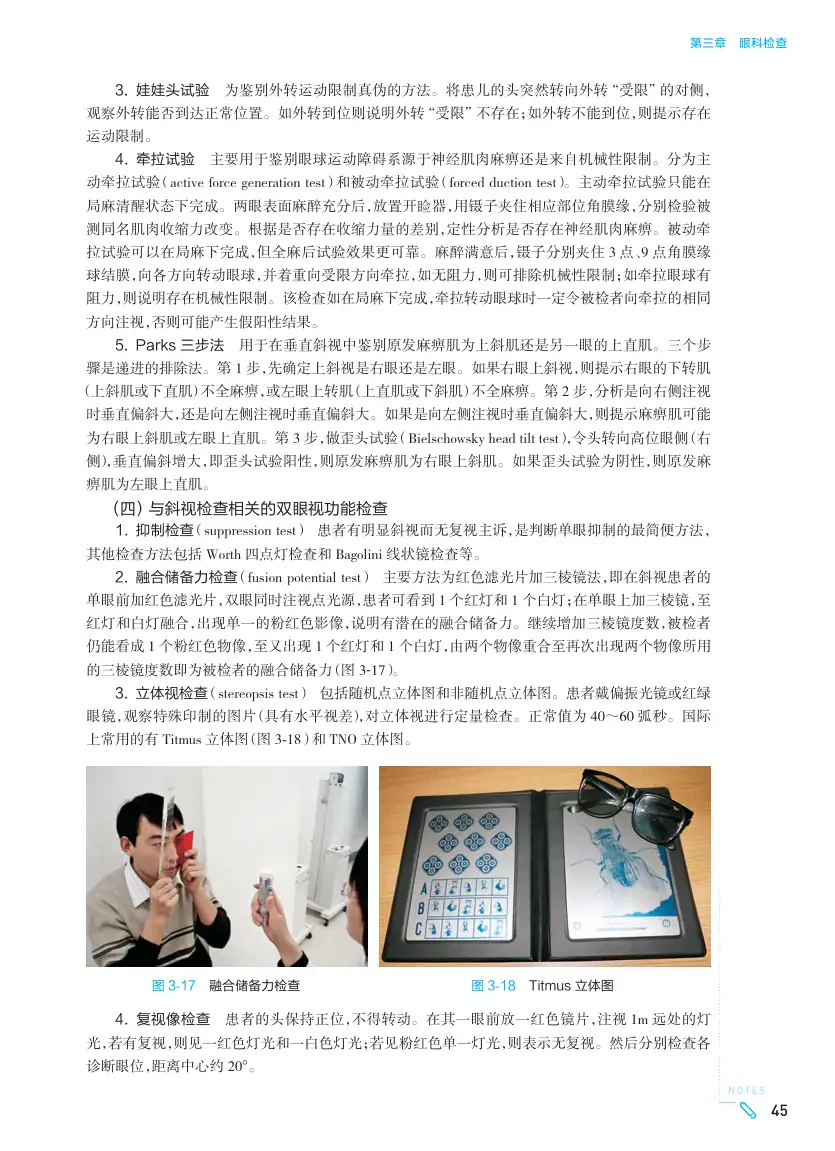 第三章　眼科检查
3. 娃娃头试验　为鉴别外转运动限制真伪的方法。将患儿的头突然转向外转“受限”的对侧，
观察外转能否到达正常位置。如外转到位则说明外转“受限”不存在；如外转不能到位，则提示存在
运动限制。
4. 牵拉试验　主要用于鉴别眼球运动障碍系源于神经肌肉麻痹还是来自机械性限制。分为主
动牵拉试验（active force generation test）和被动牵拉试验（forced duction test）。主动牵拉试验只能在
局麻清醒状态下完成。两眼表面麻醉充分后，放置开睑器，用镊子夹住相应部位角膜缘，分别检验被
测同名肌肉收缩力改变。根据是否存在收缩力量的差别，定性分析是否存在神经肌肉麻痹。被动牵
拉试验可以在局麻下完成，但全麻后试验效果更可靠。麻醉满意后，镊子分别夹住 3 点、9 点角膜缘
球结膜，向各方向转动眼球，并着重向受限方向牵拉，如无阻力，则可排除机械性限制；如牵拉眼球有
阻力，则说明存在机械性限制。该检查如在局麻下完成，牵拉转动眼球时一定令被检者向牵拉的相同
方向注视，否则可能产生假阳性结果。
5. Parks 三步法　用于在垂直斜视中鉴别原发麻痹肌为上斜肌还是另一眼的上直肌。三个步
骤是递进的排除法。第 1 步，先确定上斜视是右眼还是左眼。如果右眼上斜视，则提示右眼的下转肌
（上斜肌或下直肌）不全麻痹，或左眼上转肌（上直肌或下斜肌）不全麻痹。第 2 步，分析是向右侧注视
时垂直偏斜大，还是向左侧注视时垂直偏斜大。如果是向左侧注视时垂直偏斜大，则提示麻痹肌可能
为右眼上斜肌或左眼上直肌。第 3 步，做歪头试验（Bielschowsky head tilt test），令头转向高位眼侧（右
侧），垂直偏斜增大，即歪头试验阳性，则原发麻痹肌为右眼上斜肌。如果歪头试验为阴性，则原发麻
痹肌为左眼上直肌。
（四）与斜视检查相关的双眼视功能检查
1. 抑制检查（suppression test）　患者有明显斜视而无复视主诉，是判断单眼抑制的最简便方法，
其他检查方法包括 Worth 四点灯检查和 Bagolini 线状镜检查等。
2. 融合储备力检查（fusion potential test）　主要方法为红色滤光片加三棱镜法，即在斜视患者的
单眼前加红色滤光片，双眼同时注视点光源，患者可看到 1 个红灯和 1 个白灯；在单眼上加三棱镜，至
红灯和白灯融合，出现单一的粉红色影像，说明有潜在的融合储备力。继续增加三棱镜度数，被检者
仍能看成 1 个粉红色物像，至又出现 1 个红灯和 1 个白灯，由两个物像重合至再次出现两个物像所用
的三棱镜度数即为被检者的融合储备力（图 3-17）。
3. 立体视检查（stereopsis test）　包括随机点立体图和非随机点立体图。患者戴偏振光镜或红绿
眼镜，观察特殊印制的图片（具有水平视差），对立体视进行定量检查。正常值为 40～60 弧秒。国际
上常用的有 Titmus 立体图（图 3-18）和 TNO 立体图。
A
B
C
图 3-17　融合储备力检查
图 3-18　Titmus 立体图
4. 复视像检查　患者的头保持正位，不得转动。在其一眼前放一红色镜片，注视 1m 远处的灯
光，若有复视，则见一红色灯光和一白色灯光；若见粉红色单一灯光，则表示无复视。然后分别检查各
诊断眼位，距离中心约 20°。
NOTES
45